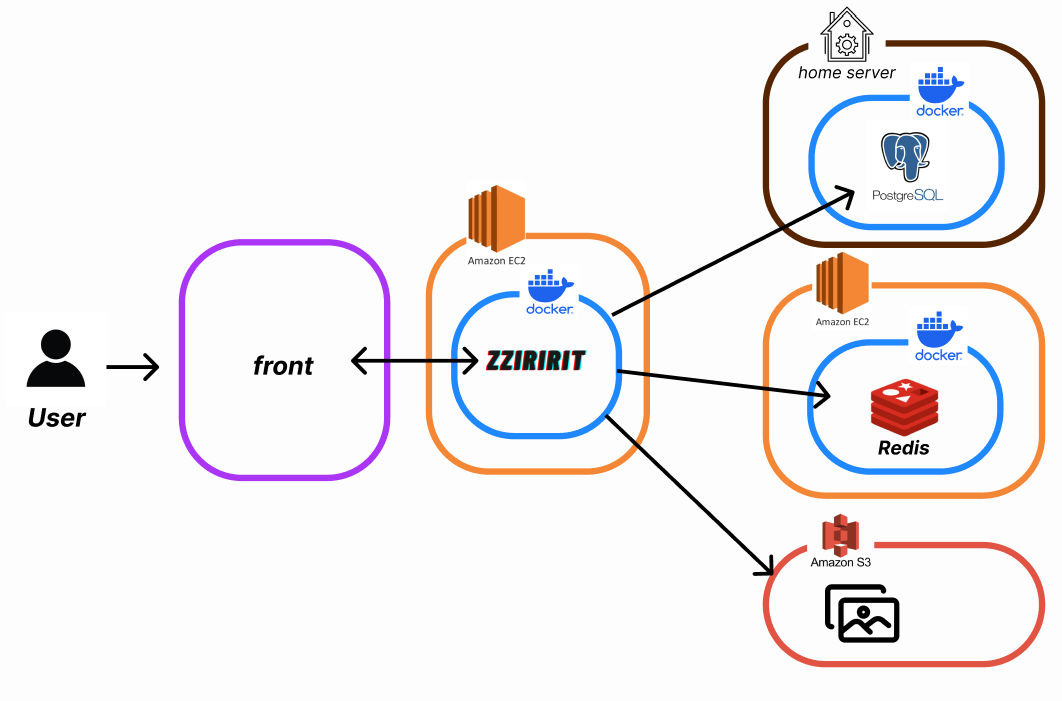 User
front
Amazon EC2
docker
ZZIRIRIT
home server
docker
PostgreSQL
Amazon EC2
docker
Redis
Amazon S3